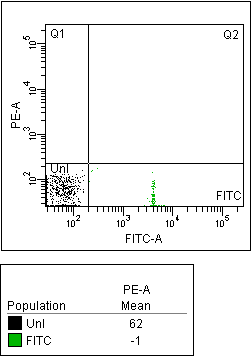 Q1 Q2
10^5
10^4
PE-A
10^3
10^2
Unl
FITC
10^2 10^3 10^4 10^5
FITC-A
PE-A
Population Mean
Unl 62
FITC -1